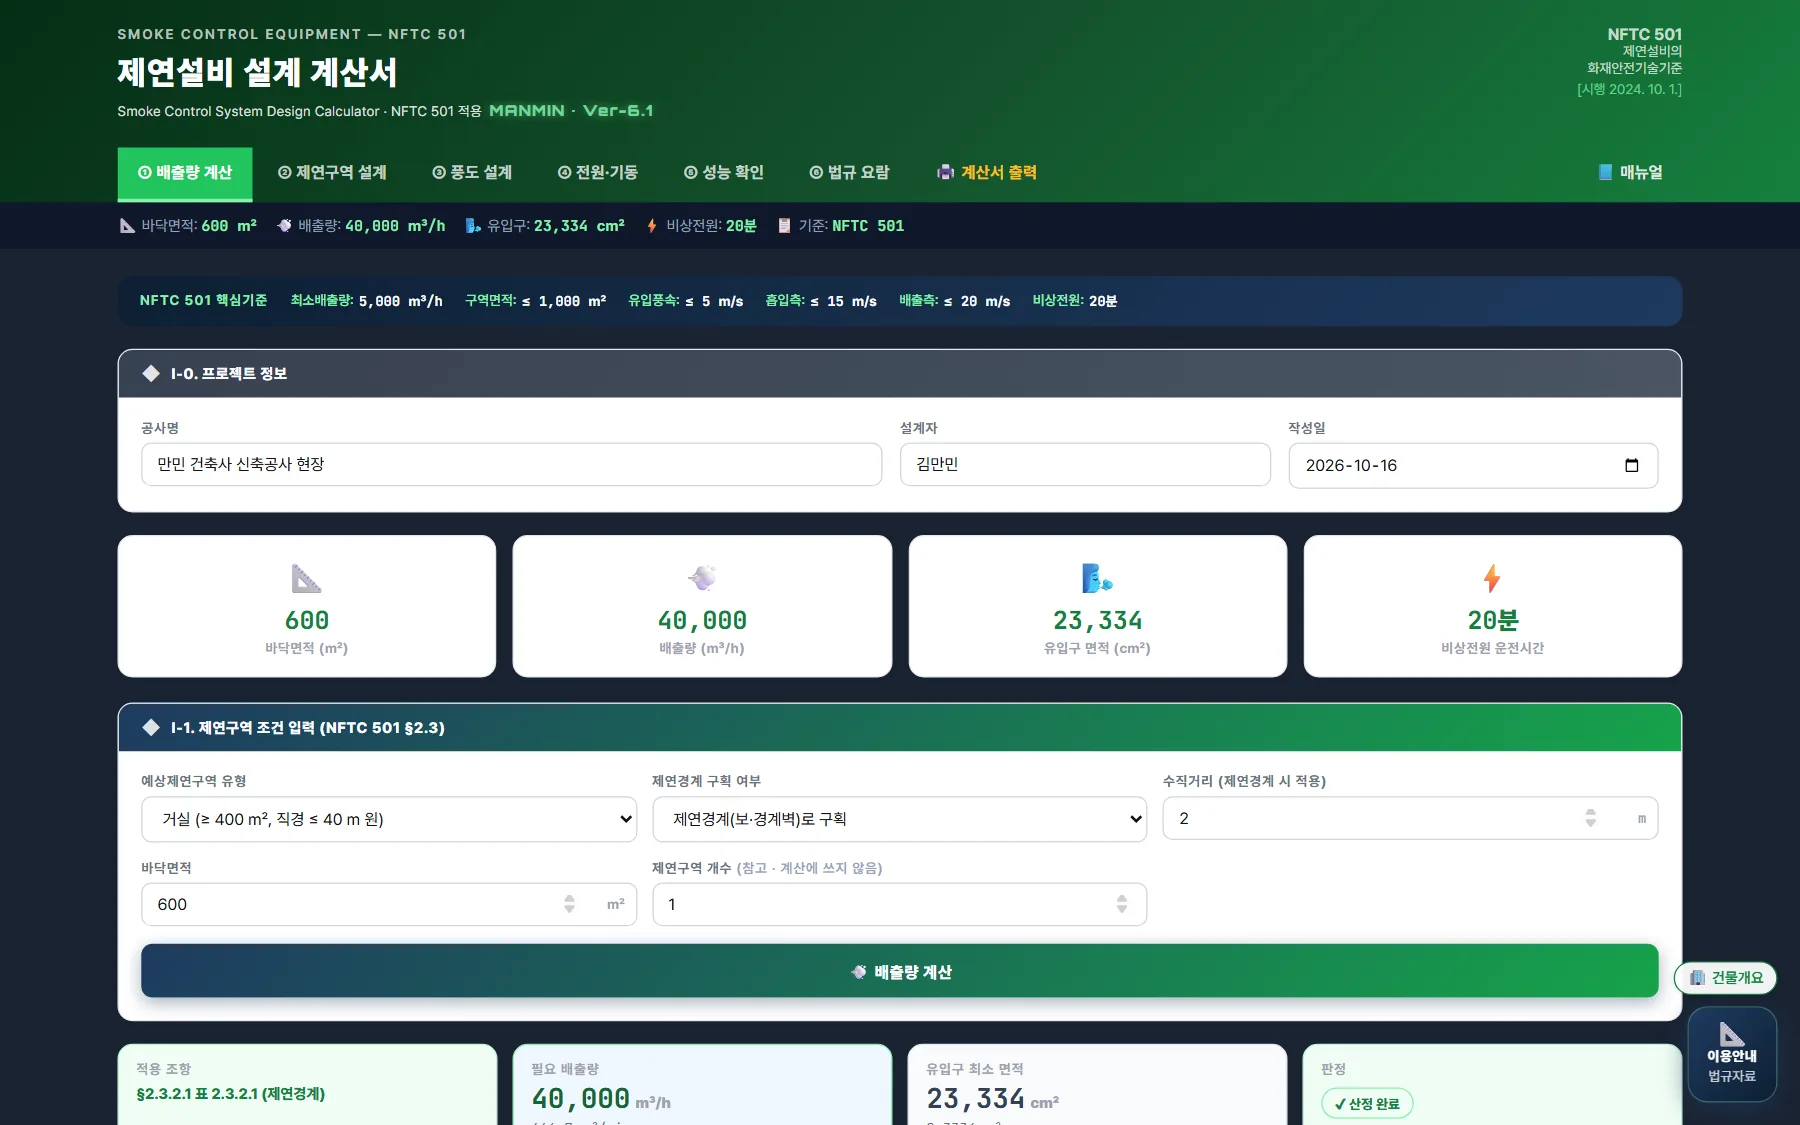 SMOKE CONTROL EQUIPMENT — NFTC 501
제연설비 설계 계산서
Smoke Control System Design Calculator · NFTC 501 적용 MANMIN · Ver-6.1
NFTC 501
제연설비의
화재안전기술기준
[시행 2024. 10. 1.]
① 배출량 계산
② 제연구역 설계
③ 풍도 설계
④ 전원·기동
⑤ 성능 확인
⑥ 법규 요람
계산서 출력
매뉴얼
바닥면적: 600 m² 배출량: 40,000 m³/h 유입구: 23,334 cm² 비상전원: 20분 기준: NFTC 501
NFTC 501 핵심기준 최소배출량: 5,000 m³/h 구역면적: ≤ 1,000 m² 유입풍속: ≤ 5 m/s 흡입측: ≤ 15 m/s 배출측: ≤ 20 m/s 비상전원: 20분
I-0. 프로젝트 정보
공사명
만민 건축사 신축공사 현장
설계자
김만민
작성일
2026-10-16
600
바닥면적 (m²)
40,000
배출량 (m³/h)
23,334
유입구 면적 (cm²)
20분
비상전원 운전시간
I-1. 제연구역 조건 입력 (NFTC 501 §2.3)
예상제연구역 유형
거실 (≥ 400 m², 직경 ≤ 40 m 원)
제연경계 구획 여부
제연경계(보·경계벽)로 구획
수직거리 (제연경계 시 적용)
2 m
바닥면적
600 m²
제연구역 개수 (참고 · 계산에 쓰지 않음)
1
배출량 계산
건물개요
이용안내
법규자료
적용 조항
§2.3.2.1 표 2.3.2.1 (제연경계)
필요 배출량
40,000 m³/h
유입구 최소 면적
23,334 cm²
판정
✓ 산정 완료